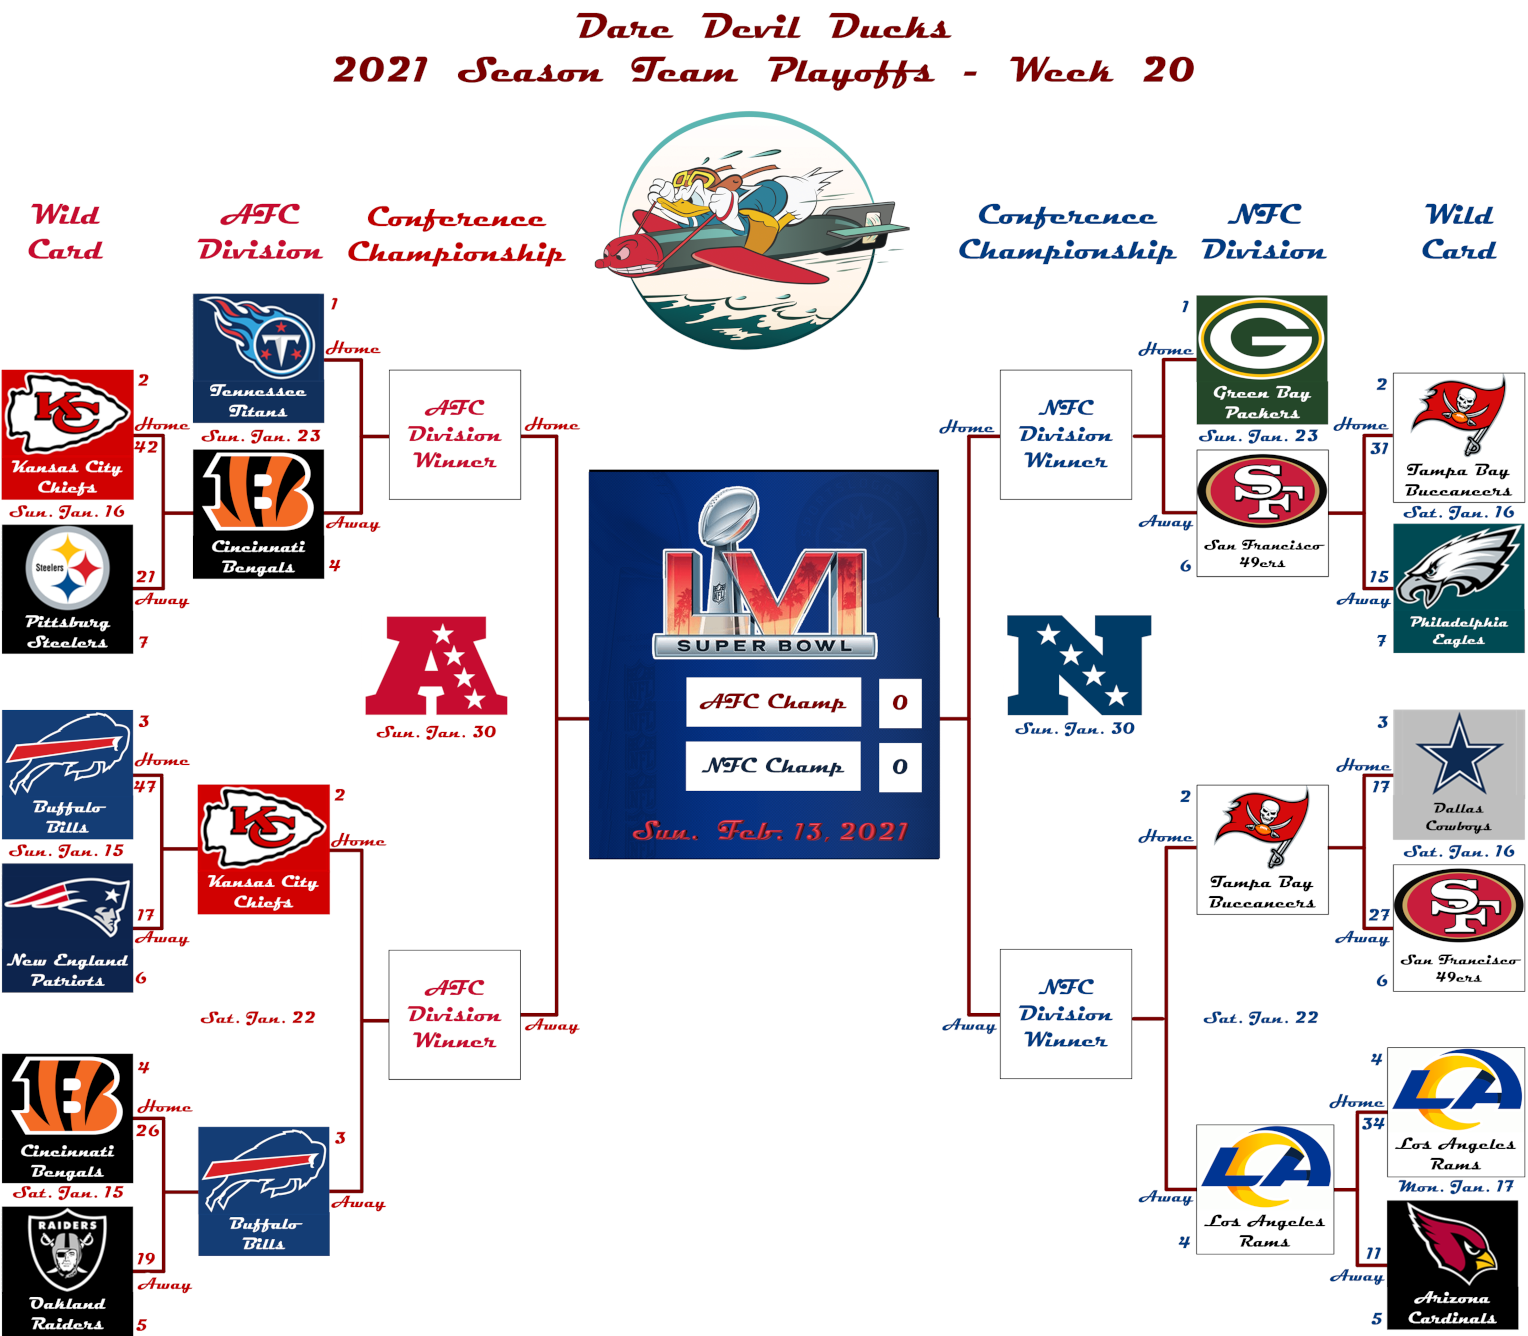 Dare Devil Ducks
2021 Season Team Playoffs - Week 20
Wild
Card
AFC
Division
Conference
Championship
Conference
Championship
NFC
Division
Wild
Card
2
Home
42
Kansas City
Chiefs
Sun. Jan. 16
Steelers
21
Away
Pittsburg
Steelers
7
3
Home
47
Buffalo
Bills
Sun. Jan. 15
17
Away
New England
Patriots
6
4
Home
26
Cincinnati
Bengals
Sat. Jan. 15
RAIDERS
19
Away
Oakland
Raiders
5
1
Home
T
Tennessee
Titans
Sun. Jan. 23
B
Away
Cincinnati
Bengals
4
KC
2
Home
Kansas City
Chiefs
Sat. Jan. 22
3
Away
Buffalo
Bills
AFC
Division
Winner
Home
A
Sun. Jan. 30
AFC
Division
Winner
Away
LVI
SUPER BOWL
AFC Champ 0
NFC Champ 0
Sun. Feb. 13, 2021
Home
NFC
Division
Winner
N
Sun. Jan. 30
Away
NFC
Division
Winner
1
Home
G
Green Bay
Packers
Sun. Jan. 23
SF
Away
San Francisco
49ers
6
2
Home
Tampa Bay
Buccaneers
Sat. Jan. 22
LA
Away
Los Angeles
Rams
4
2
Home
31
Tampa Bay
Buccaneers
Sat. Jan. 16
15
Away
Philadelphia
Eagles
7
3
Home
17
Dallas
Cowboys
Sat. Jan. 16
SF
27
Away
San Francisco
49ers
6
4
LA
Home
34
Los Angeles
Rams
Mon. Jan. 17
11
Away
Arizona
Cardinals
5